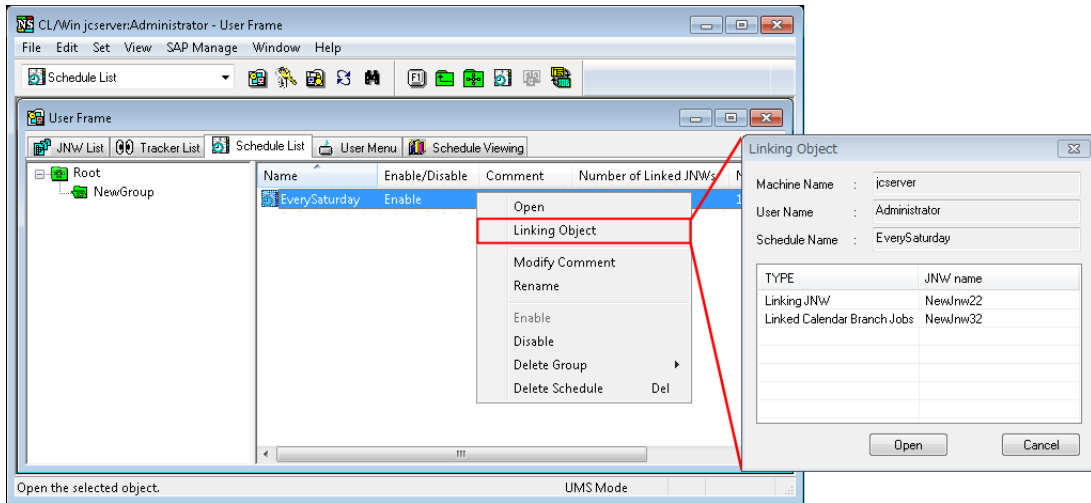 CL/Win jcserver:Administrator - User Frame
File Edit Set View SAP Manage Window Help
Schedule List
User Frame
JNW List Tracker List Schedule List User Menu Schedule Viewing
Root
NewGroup
Name Enable/Disable Comment Number of Linked JNWs
EverySaturday Enable 1
Open
Linking Object
Modify Comment
Rename
Enable
Disable
Delete Group
Delete Schedule Del
Open the selected object. UMS Mode
Linking Object
Machine Name : jcserver
User Name : Administrator
Schedule Name : EverySaturday
TYPE JNW name
Linking JNW NewJnw22
Linked Calendar Branch Jobs NewJnw32
Open Cancel